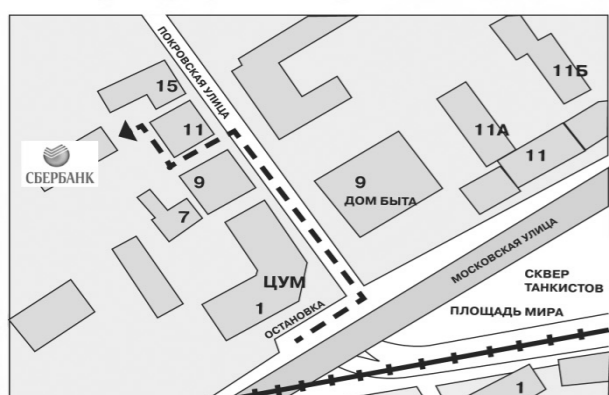 ПОКРОВСКАЯ УЛИЦА
15
11Б
11
11А
11
СБЕРБАНК
9
9
ДОМ БЫТА
7
МОСКОВСКАЯ УЛИЦА
ЦУМ
1
СКВЕР
ТАНКИСТОВ
ОСТАНОВКА
ПЛОЩАДЬ МИРА
1